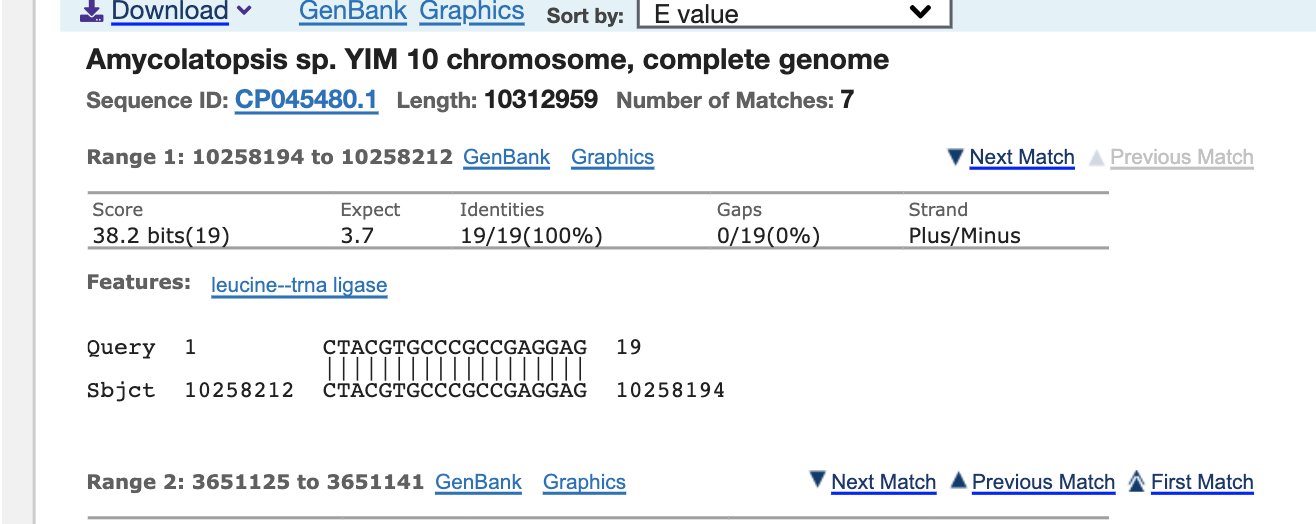 Download GenBank Graphics Sort by: E value
Amycolatopsis sp. YIM 10 chromosome, complete genome
Sequence ID: CP045480.1 Length: 10312959 Number of Matches: 7
Range 1: 10258194 to 10258212 GenBank Graphics Next Match Previous Match
Score Expect Identities Gaps Strand
38.2 bits(19) 3.7 19/19(100%) 0/19(0%) Plus/Minus
Features: leucine--trna ligase
Query 1 CTACGTGCCCGCCGAGGAG 19
|||||||||||||||||||
Sbjct 10258212 CTACGTGCCCGCCGAGGAG 10258194
Range 2: 3651125 to 3651141 GenBank Graphics Next Match Previous Match First Match